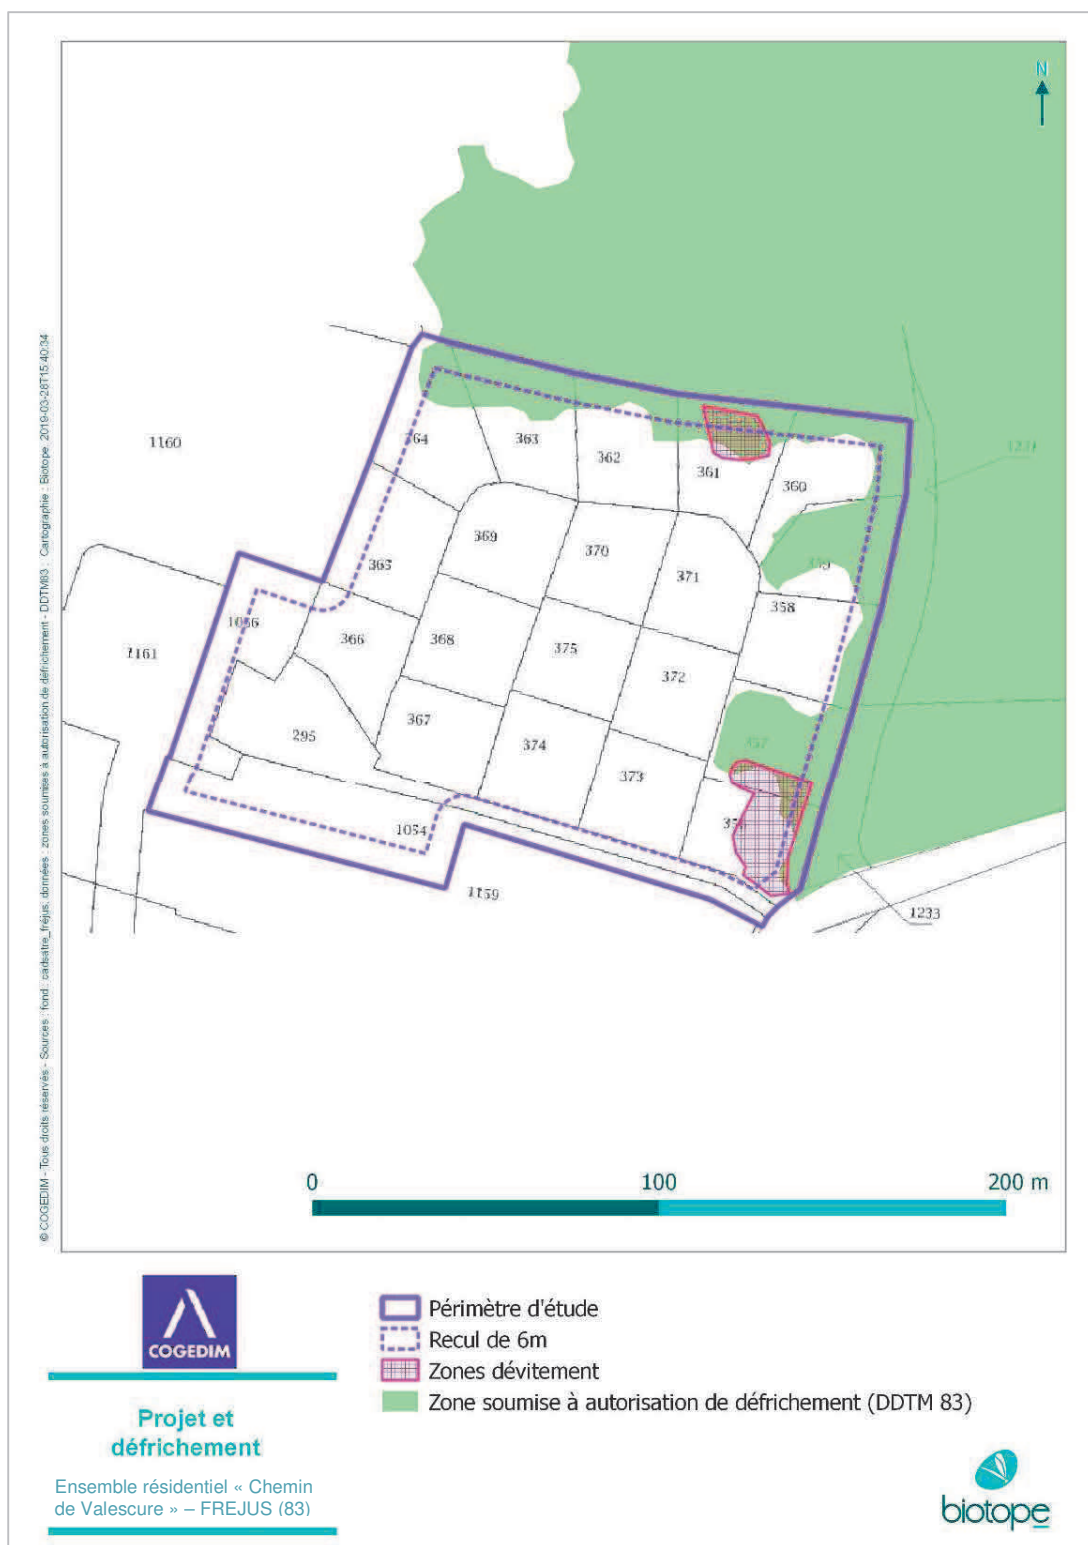 N
© COGEDIM - Tous droits réservés - Sources : fond : cadsatre_fréjus, données : zones soumises à autorisation de défrichement - DDTM83 ; Cartographie : Biotope 2019-03-28T15:40:34
1160
364
363
362
361
360
1231
369
370
371
359
365
358
1056
366
368
375
372
1161
295
367
374
373
357
1054
1159
1233
0 100 200 m
COGEDIM
Projet et
défrichement
Ensemble résidentiel « Chemin
de Valescure » – FREJUS (83)
Périmètre d'étude
Recul de 6m
Zones dévitement
Zone soumise à autorisation de défrichement (DDTM 83)
biotope